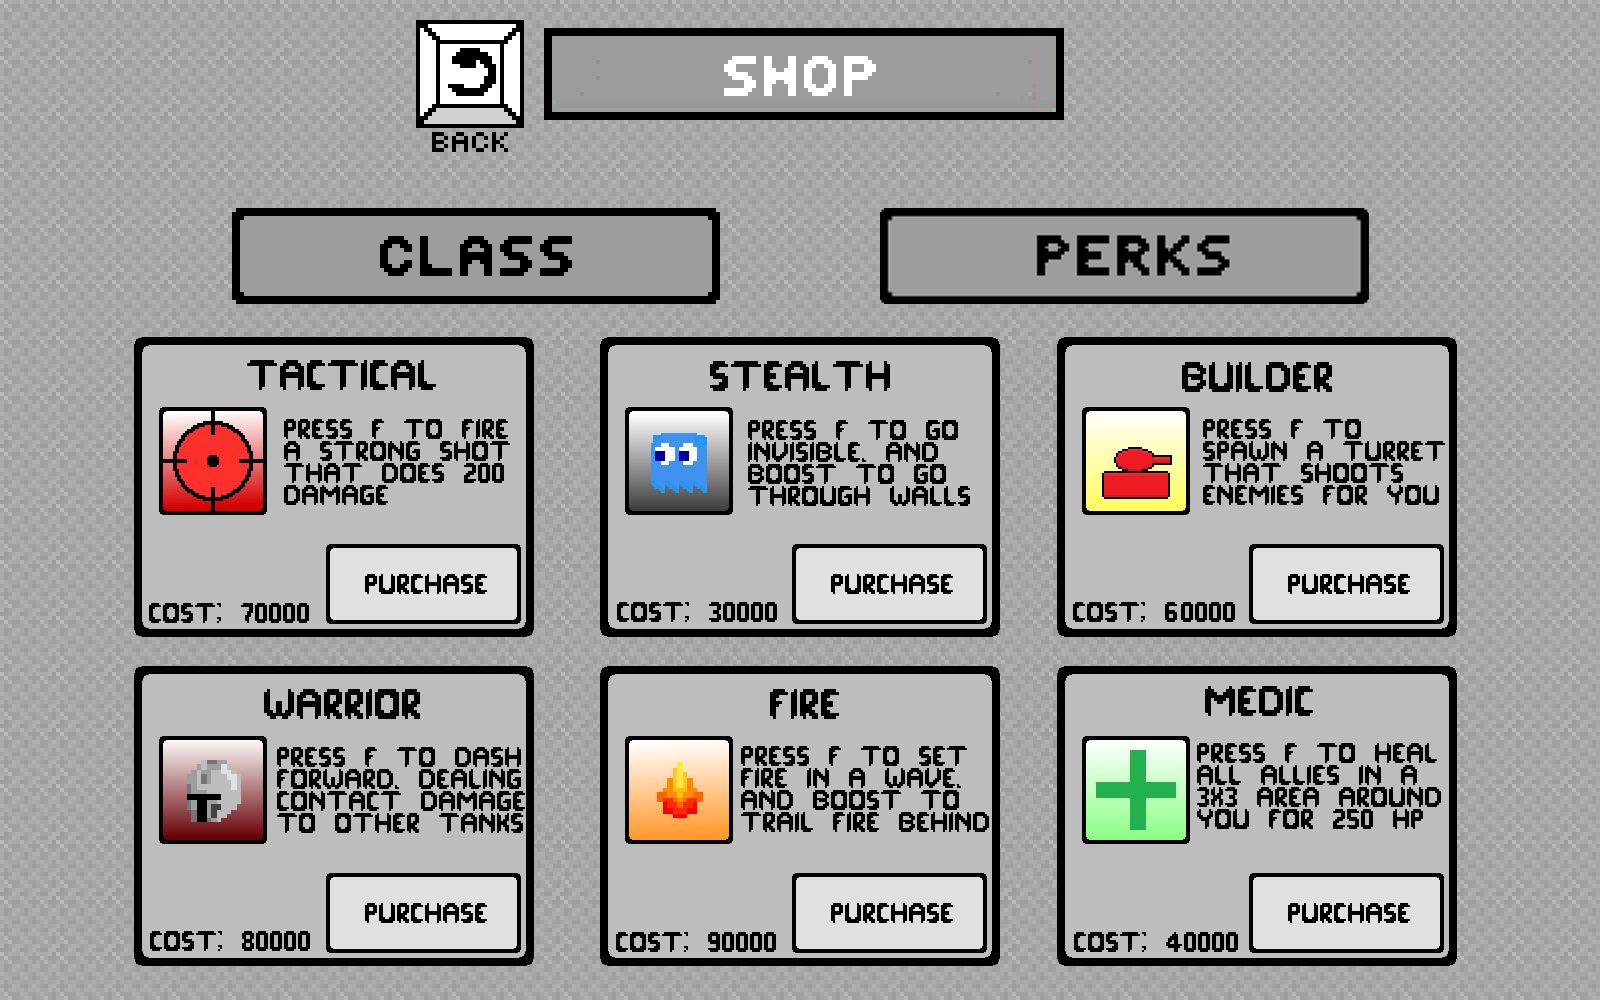 SHOP
BACK
CLASS
PERKS
TACTICAL
PRESS F TO FIRE
A STRONG SHOT
THAT DOES 200
DAMAGE
PURCHASE
COST: 70000
STEALTH
PRESS F TO GO
INVISIBLE, AND
BOOST TO GO
THROUGH WALLS
PURCHASE
COST: 30000
BUILDER
PRESS F TO
SPAWN A TURRET
THAT SHOOTS
ENEMIES FOR YOU
PURCHASE
COST: 60000
WARRIOR
PRESS F TO DASH
FORWARD, DEALING
CONTACT DAMAGE
TO OTHER TANKS
PURCHASE
COST: 80000
FIRE
PRESS F TO SET
FIRE IN A WAVE,
AND BOOST TO
TRAIL FIRE BEHIND
PURCHASE
COST: 90000
MEDIC
PRESS F TO HEAL
ALL ALLIES IN A
3X3 AREA AROUND
YOU FOR 250 HP
PURCHASE
COST: 40000